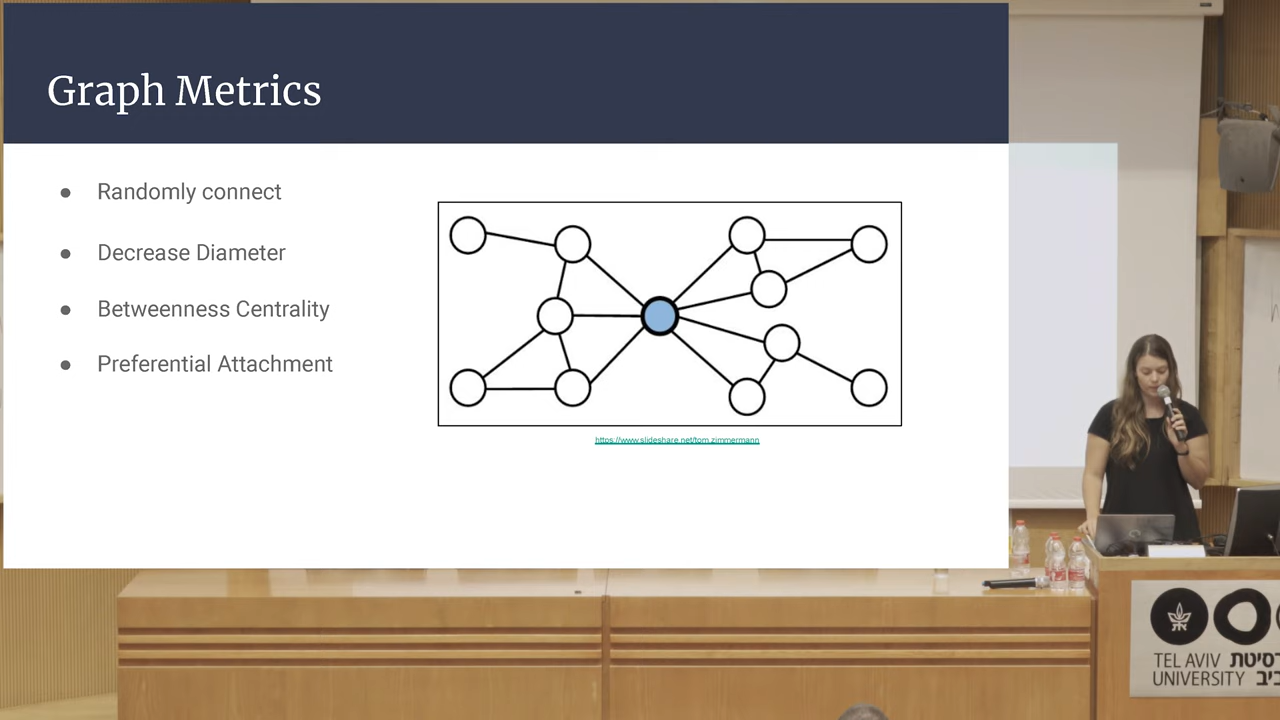 Graph Metrics
● Randomly connect
● Decrease Diameter
● Betweenness Centrality
● Preferential Attachment
https://www.slideshare.net/tom.zimmermann
TEL AVIV
UNIVERSITY